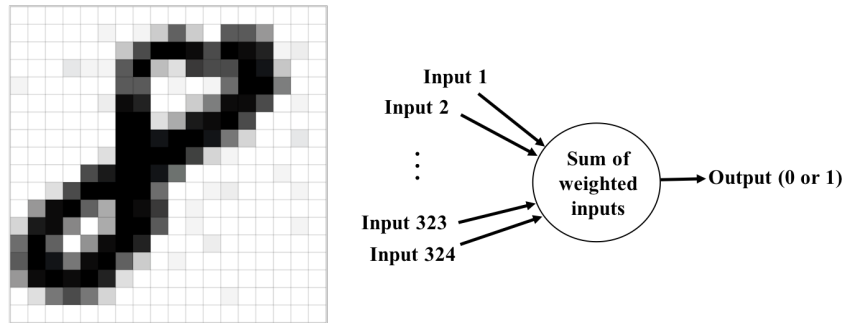 Input 1
Input 2
⋮
Sum of
weighted
inputs
Output (0 or 1)
Input 323
Input 324